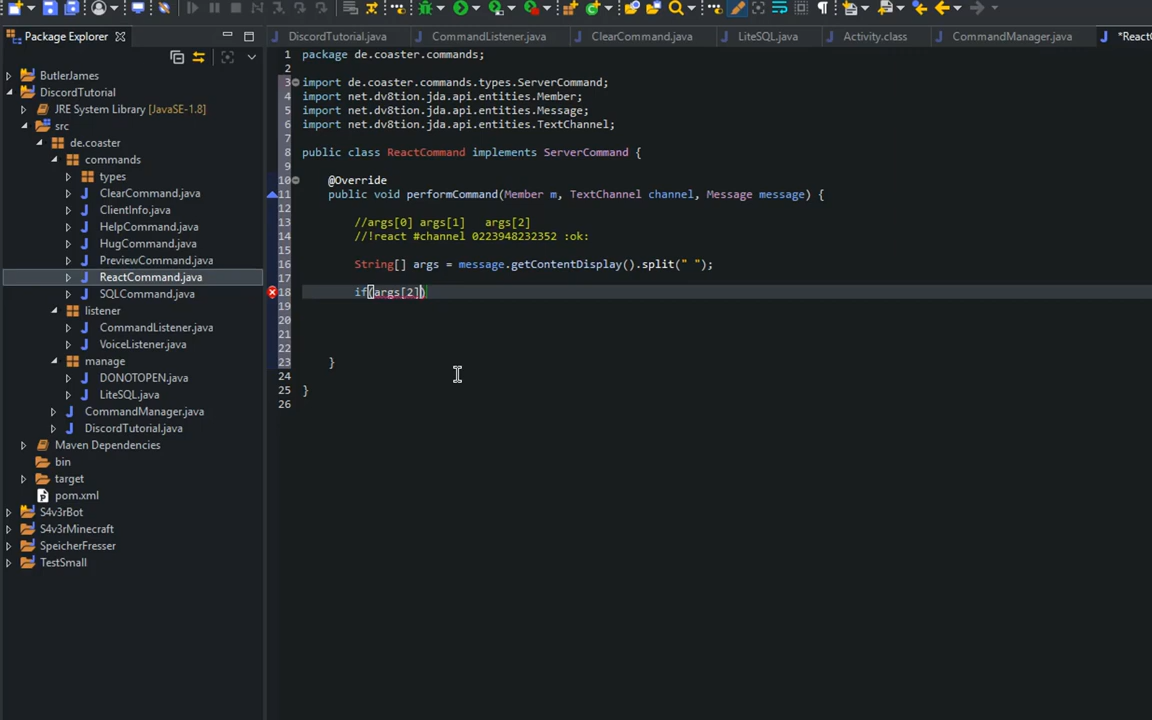 Package Explorer
ButlerJames
DiscordTutorial
JRE System Library [JavaSE-1.8]
src
de.coaster
commands
types
ClearCommand.java
ClientInfo.java
HelpCommand.java
HugCommand.java
PreviewCommand.java
ReactCommand.java
SQLCommand.java
listener
CommandListener.java
VoiceListener.java
manage
DONOTOPEN.java
LiteSQL.java
CommandManager.java
DiscordTutorial.java
Maven Dependencies
bin
target
pom.xml
S4v3rBot
S4v3rMinecraft
SpeicherFresser
TestSmall
DiscordTutorial.java
CommandListener.java
ClearCommand.java
LiteSQL.java
Activity.class
CommandManager.java
*ReactC
1 package de.coaster.commands;
2
3 import de.coaster.commands.types.ServerCommand;
4 import net.dv8tion.jda.api.entities.Member;
5 import net.dv8tion.jda.api.entities.Message;
6 import net.dv8tion.jda.api.entities.TextChannel;
7
8 public class ReactCommand implements ServerCommand {
9
10 @Override
11 public void performCommand(Member m, TextChannel channel, Message message) {
12
13 //args[0] args[1] args[2]
14 //!react #channel 0223948232352 :ok:
15
16 String[] args = message.getContentDisplay().split(" ");
17
18 if(args[2])
19
20
21
22
23 }
24
25 }
26